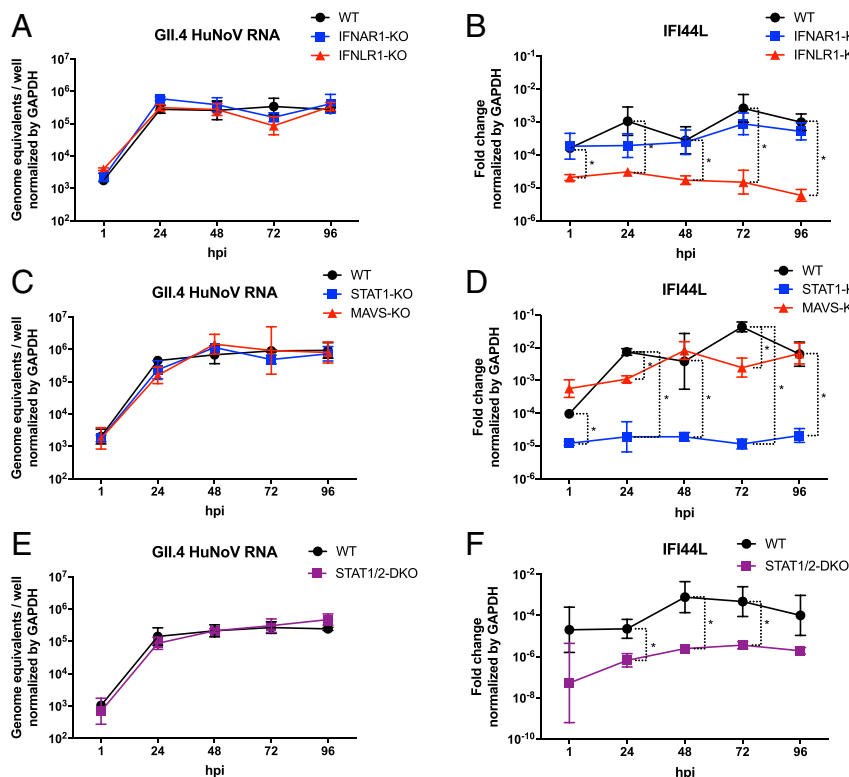 A
GII.4 HuNoV RNA
WT
IFNAR1-KO
IFNLR1-KO
Genome equivalents / well
normalized by GAPDH
10^7
10^6
10^5
10^4
10^3
10^2
1 24 48 72 96
hpi
B
IFI44L
WT
IFNAR1-K
IFNLR1-K
Fold change
normalized by GAPDH
10^-1
10^-2
10^-3
10^-4
10^-5
10^-6
* * * * *
1 24 48 72 96
hpi
C
GII.4 HuNoV RNA
WT
STAT1-KO
MAVS-KO
Genome equivalents / well
normalized by GAPDH
10^7
10^6
10^5
10^4
10^3
10^2
1 24 48 72 96
hpi
D
IFI44L
WT
STAT1-K
MAVS-K
Fold change
normalized by GAPDH
10^-1
10^-2
10^-3
10^-4
10^-5
10^-6
* * * * * * *
1 24 48 72 96
hpi
E
GII.4 HuNoV RNA
WT
STAT1/2-DKO
Genome equivalents / well
normalized by GAPDH
10^7
10^6
10^5
10^4
10^3
10^2
1 24 48 72 96
hpi
F
IFI44L
WT
STAT1/2-DKO
Fold change
normalized by GAPDH
10^-2
10^-4
10^-6
10^-8
10^-10
* * *
1 24 48 72 96
hpi